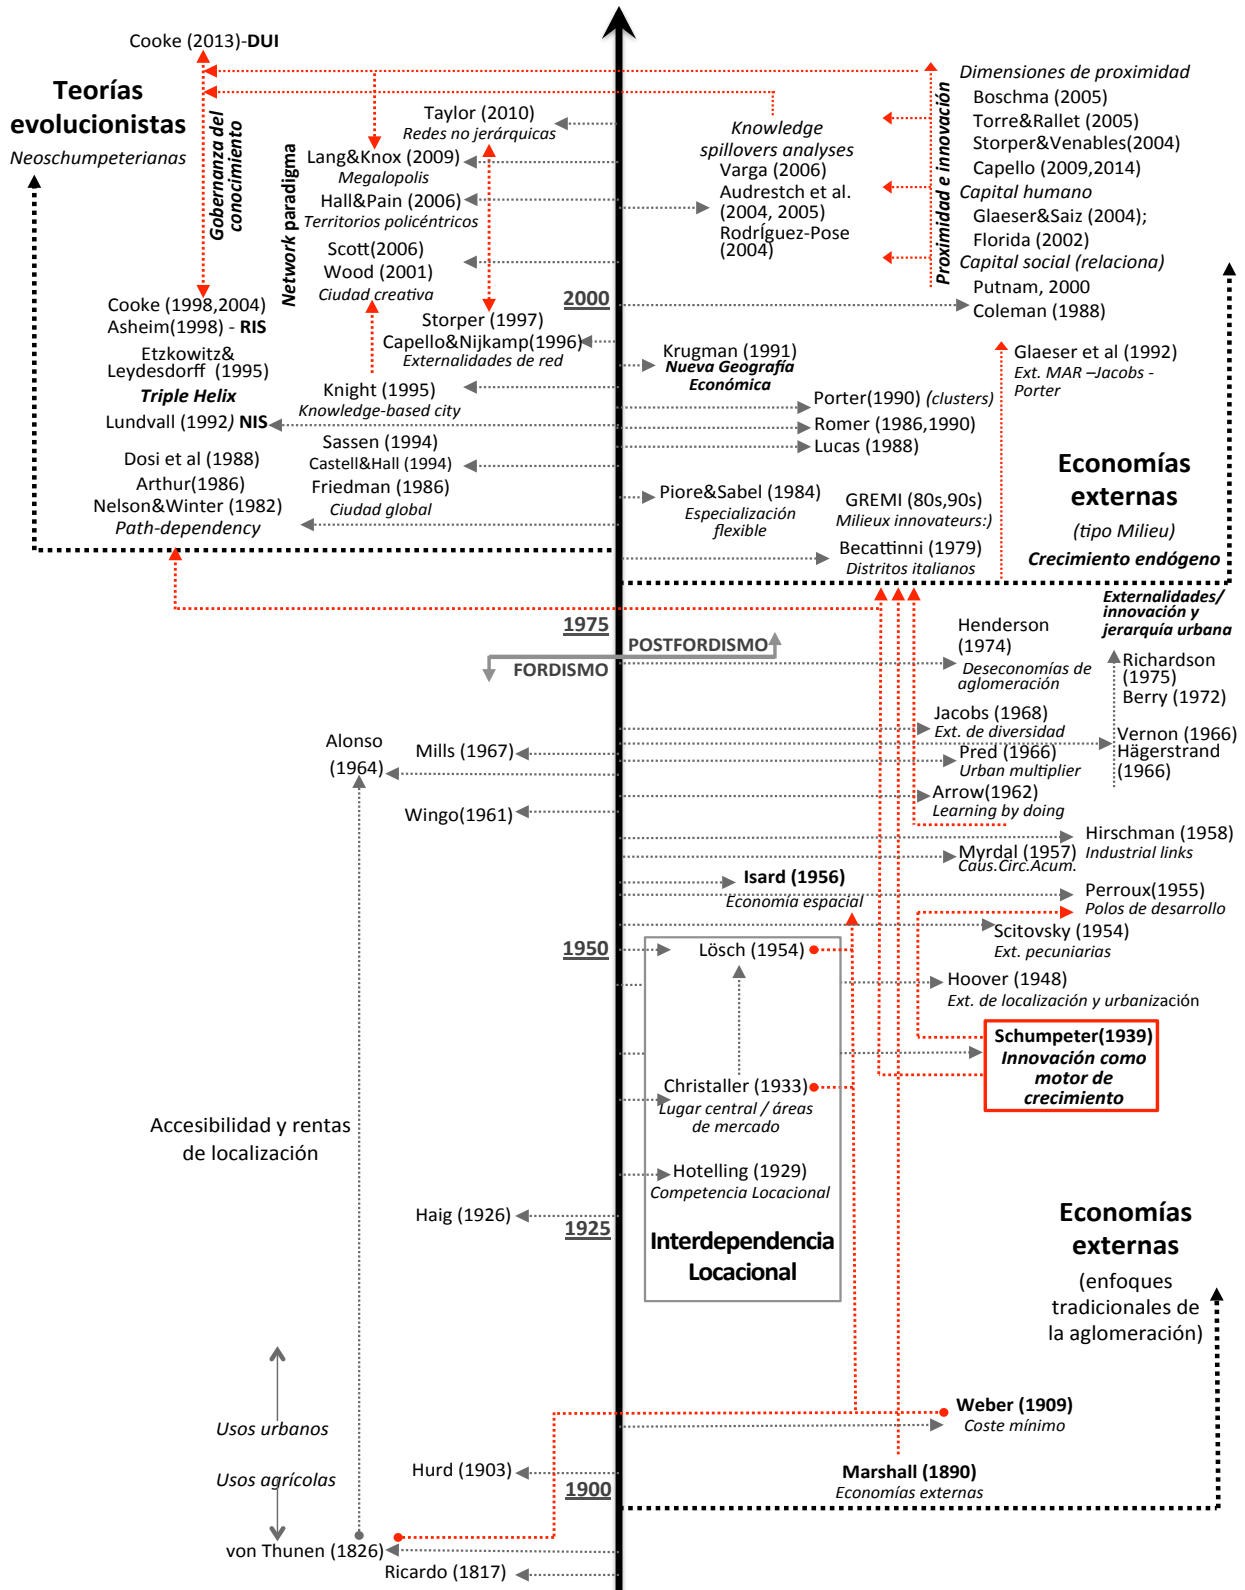 Cooke (2013)-DUI
Teorías
evolucionistas
Neoschumpeterianas
Gobernanza del
conocimiento
Network paradigma
Taylor (2010)
Redes no jerárquicas
Lang&Knox (2009)
Megalopolis
Hall&Pain (2006)
Territorios policéntricos
Scott(2006)
Wood (2001)
Ciudad creativa
Storper (1997)
Capello&Nijkamp(1996)
Externalidades de red
Knight (1995)
Knowledge-based city
Sassen (1994)
Castell&Hall (1994)
Friedman (1986)
Ciudad global
Cooke (1998,2004)
Asheim(1998) - RIS
Etzkowitz&
Leydesdorff (1995)
Triple Helix
Lundvall (1992) NIS
Dosi et al (1988)
Arthur(1986)
Nelson&Winter (1982)
Path-dependency
Knowledge
spillovers analyses
Varga (2006)
Audrestch et al.
(2004, 2005)
Rodríguez-Pose
(2004)
Proximidad e innovación
Dimensiones de proximidad
Boschma (2005)
Torre&Rallet (2005)
Storper&Venables(2004)
Capello (2009,2014)
Capital humano
Glaeser&Saiz (2004);
Florida (2002)
Capital social (relaciona)
Putnam, 2000
Coleman (1988)
2000
Krugman (1991)
Nueva Geografía
Económica
Glaeser et al (1992)
Ext. MAR –Jacobs -
Porter
Porter(1990) (clusters)
Romer (1986,1990)
Lucas (1988)
Economías
externas
(tipo Milieu)
Crecimiento endógeno
Piore&Sabel (1984)
Especialización
flexible
GREMI (80s,90s)
Milieux innovateurs:)
Becattinni (1979)
Distritos italianos
Externalidades/
innovación y
jerarquía urbana
1975
POSTFORDISMO
FORDISMO
Henderson
(1974)
Deseconomías de
aglomeración
Richardson
(1975)
Berry (1972)
Jacobs (1968)
Ext. de diversidad
Vernon (1966)
Hägerstrand
(1966)
Pred (1966)
Urban multiplier
Alonso
(1964)
Mills (1967)
Wingo(1961)
Arrow(1962)
Learning by doing
Hirschman (1958)
Industrial links
Myrdal (1957)
Caus.Circ.Acum.
Isard (1956)
Economía espacial
Perroux(1955)
Polos de desarrollo
Scitovsky (1954)
Ext. pecuniarias
1950
Lösch (1954)
Hoover (1948)
Ext. de localización y urbanización
Schumpeter(1939)
Innovación como
motor de
crecimiento
Christaller (1933)
Lugar central / áreas
de mercado
Accesibilidad y rentas
de localización
Hotelling (1929)
Competencia Locacional
Haig (1926)
1925
Interdependencia
Locacional
Economías
externas
(enfoques
tradicionales de
la aglomeración)
Weber (1909)
Coste mínimo
Usos urbanos
Usos agrícolas
Hurd (1903)
Marshall (1890)
Economías externas
1900
von Thunen (1826)
Ricardo (1817)